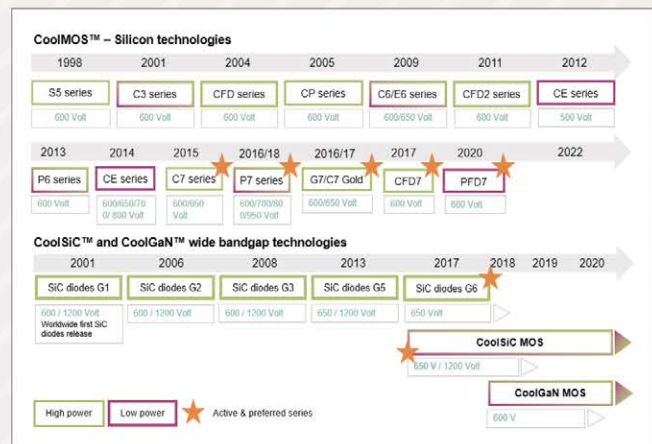 CoolMOS™ – Silicon technologies
1998 2001 2004 2005 2009 2011 2012
S5 series C3 series CFD series CP series C6/E6 series CFD2 series CE series
600 Volt 600 Volt 600 Volt 600 Volt 600/650 Volt 600 Volt 500 Volt
2013 2014 2015 2016/18 2016/17 2017 2020 2022
P6 series CE series C7 series P7 series G7/C7 Gold CFD7 PFD7
600 Volt 600/650/70 600/650 600/700/80 600/650 Volt 600 Volt 600 Volt
0/ 800 Volt Volt 0/950 Volt
CoolSiC™ and CoolGaN™ wide bandgap technologies
2001 2006 2008 2013 2017 2018 2019 2020
SiC diodes G1 SiC diodes G2 SiC diodes G3 SiC diodes G5 SiC diodes G6
600 / 1200 Volt 600 / 1200 Volt 600 / 1200 Volt 650 / 1200 Volt 650 Volt
Worldwide first SiC
diodes release
CoolSiC MOS
650 V / 1200 Volt
CoolGaN MOS
600 V
High power Low power Active & preferred series